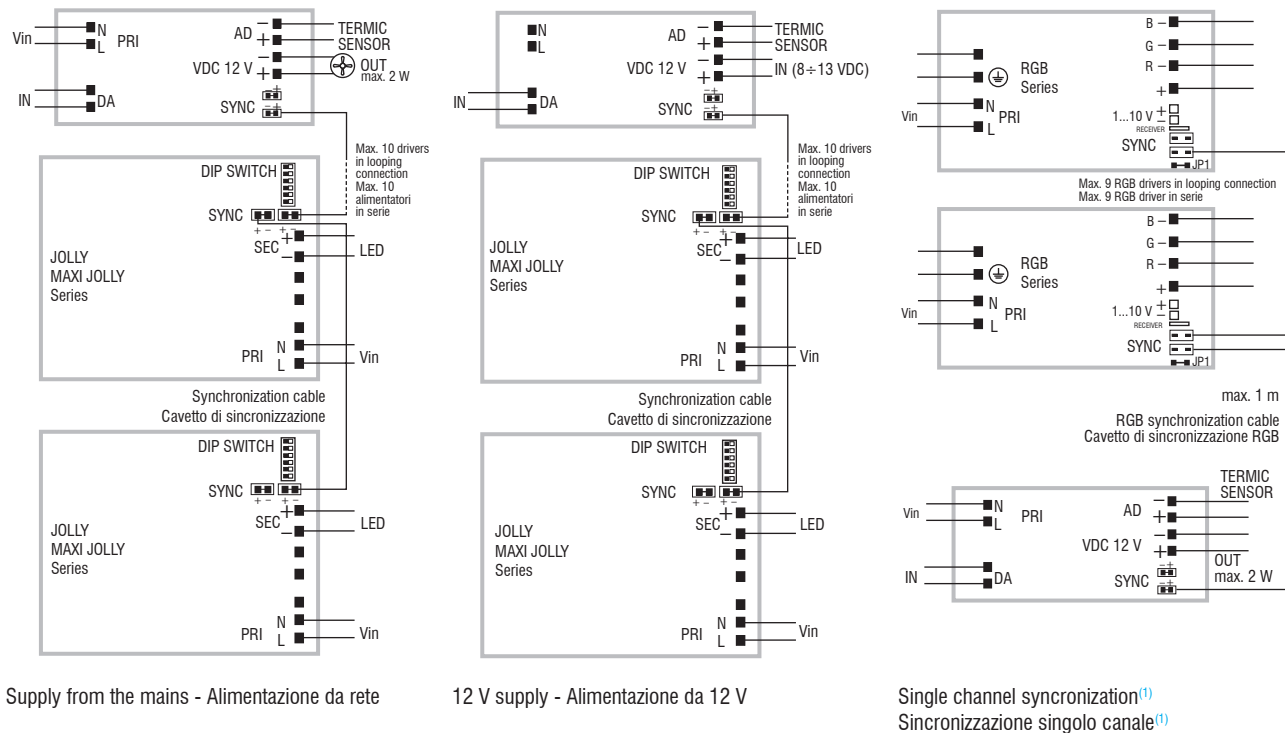 Vin
N
L
PRI
IN
DA
AD
− +
VDC 12 V
− +
SYNC
− +
− +
TERMIC
SENSOR
OUT
max. 2 W
Max. 10 drivers
in looping
connection
Max. 10
alimentatori
in serie
DIP SWITCH
SYNC
+ − + −
SEC
+
−
LED
JOLLY
MAXI JOLLY
Series
PRI
N
L
Vin
Synchronization cable
Cavetto di sincronizzazione
DIP SWITCH
SYNC
+ − + −
SEC
+
−
LED
JOLLY
MAXI JOLLY
Series
PRI
N
L
Vin
Supply from the mains - Alimentazione da rete
N
L
IN
DA
AD
− +
VDC 12 V
− +
SYNC
− +
− +
TERMIC
SENSOR
IN (8÷13 VDC)
Max. 10 drivers
in looping
connection
Max. 10
alimentatori
in serie
DIP SWITCH
SYNC
+ − + −
SEC
+
−
LED
JOLLY
MAXI JOLLY
Series
PRI
N
L
Vin
Synchronization cable
Cavetto di sincronizzazione
DIP SWITCH
SYNC
+ − + −
SEC
+
−
LED
JOLLY
MAXI JOLLY
Series
PRI
N
L
Vin
12 V supply - Alimentazione da 12 V
B −
G −
R −
+
RGB
Series
Vin
N
PRI
L
1...10 V + −
RECEIVER
SYNC
JP1
Max. 9 RGB drivers in looping connection
Max. 9 RGB driver in serie
B −
G −
R −
+
RGB
Series
Vin
N
PRI
L
1...10 V + −
RECEIVER
SYNC
JP1
max. 1 m
RGB synchronization cable
Cavetto di sincronizzazione RGB
TERMIC
SENSOR
Vin
N
L
PRI
AD
− +
VDC 12 V
− +
OUT
max. 2 W
IN
DA
SYNC
− +
− +
Single channel syncronization(1)
Sincronizzazione singolo canale(1)